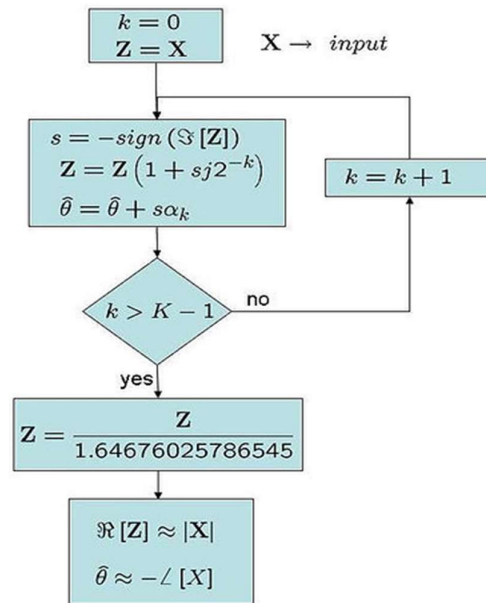 k = 0
Z = X
X → input
s = −sign (ℑ [Z])
Z = Z (1 + sj2^{−k})
θ̂ = θ̂ + sα_k
k = k + 1
k > K − 1
no
yes
Z = Z / 1.64676025786545
ℜ [Z] ≈ |X|
θ̂ ≈ −∠ [X]